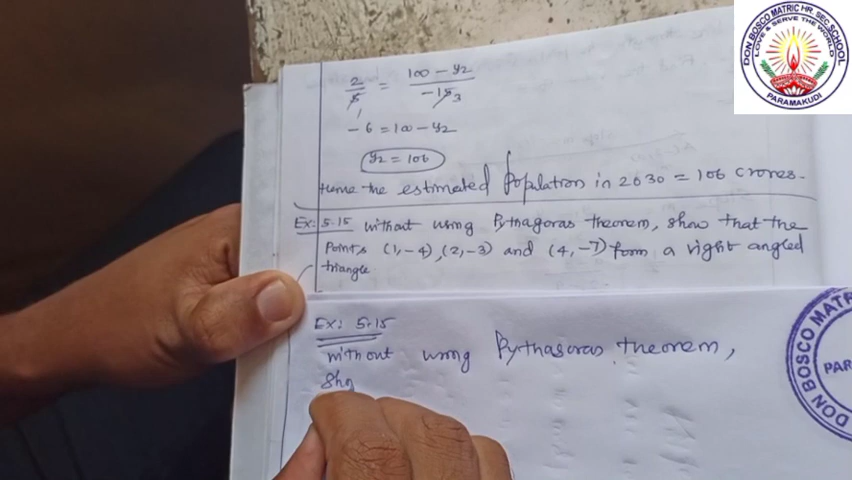 2/5 = 100 - y2 / -15 3
1
- 6 = 100 - y2
y2 = 106
Hence the estimated population in 2030 = 106 crores.
Ex: 5.15 without using Pythagoras theorem, show that the
Points (1, -4), (2, -3) and (4, -7) form a right angled
triangle
Ex: 5.15
without using Pythagoras theorem,
Sho
DON BOSCO MATRIC HR. SEC. SCHOOL
LOVE & SERVE THE WORLD
PARAMAKUDI
DON BOSCO MATR
PAR